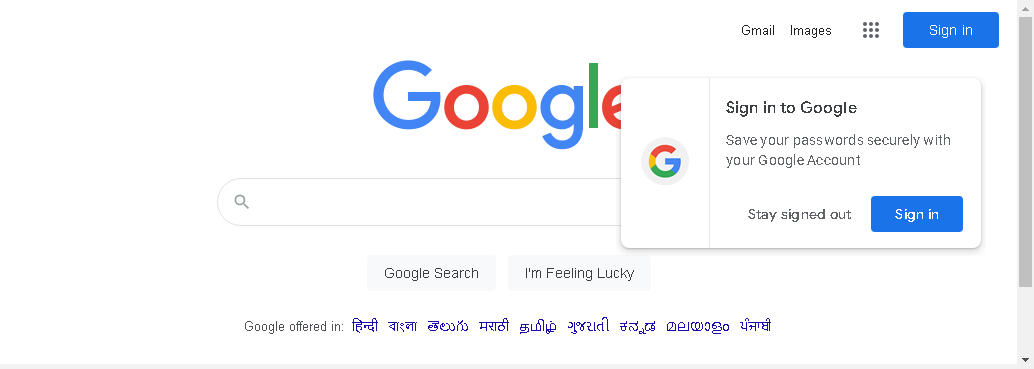 Gmail Images Sign in
Google
Sign in to Google
Save your passwords securely with
your Google Account
Stay signed out Sign in
Google Search I'm Feeling Lucky
Google offered in: हिन्दी বাংলা తెలుగు मराठी தமிழ் ગુજરાતી ಕನ್ನಡ മലയാളം ਪੰਜਾਬੀ